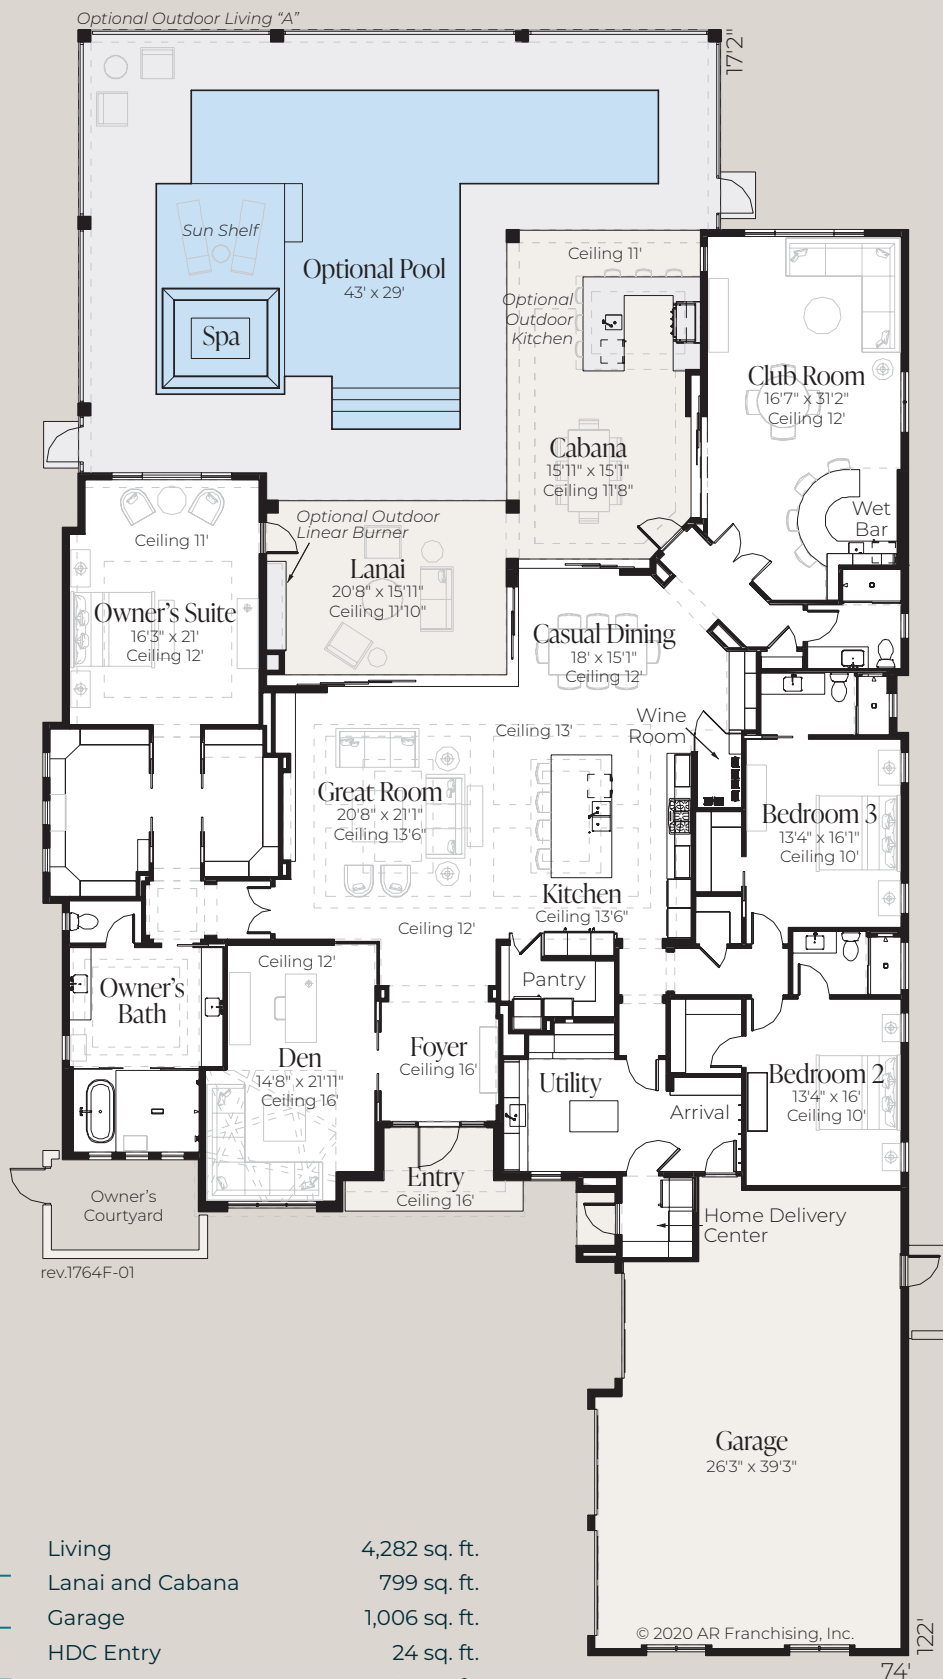 Optional Outdoor Living “A”
17'2"
Sun Shelf
Optional Pool
43' x 29'
Spa
Ceiling 11'
Optional
Outdoor
Kitchen
Club Room
16'7" x 31'2"
Ceiling 12'
Cabana
15'11" x 15'1"
Ceiling 11'8"
Wet
Bar
Optional Outdoor
Linear Burner
Ceiling 11'
Lanai
20'8" x 15'11"
Ceiling 11'10"
Owner's Suite
16'3" x 21'
Ceiling 12'
Casual Dining
18' x 15'1"
Ceiling 12'
Wine
Room
Ceiling 13'
Great Room
20'8" x 21'1"
Ceiling 13'6"
Bedroom 3
13'4" x 16'1"
Ceiling 10'
Kitchen
Ceiling 13'6"
Ceiling 12'
Ceiling 12'
Pantry
Owner's
Bath
Den
14'8" x 21'11"
Ceiling 16'
Foyer
Ceiling 16'
Utility
Bedroom 2
13'4" x 16'
Ceiling 10'
Arrival
Entry
Ceiling 16'
Owner's
Courtyard
Home Delivery
Center
rev.1764F-01
Garage
26'3" x 39'3"
Living 4,282 sq. ft.
Lanai and Cabana 799 sq. ft.
Garage 1,006 sq. ft.
HDC Entry 24 sq. ft.
© 2020 AR Franchising, Inc.
122'
74'